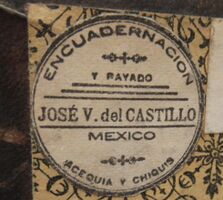 ENCUADERNACION
Y RAYADO
JOSÉ V. del CASTILLO
MEXICO
ACEQUIA Y CHIQUIS